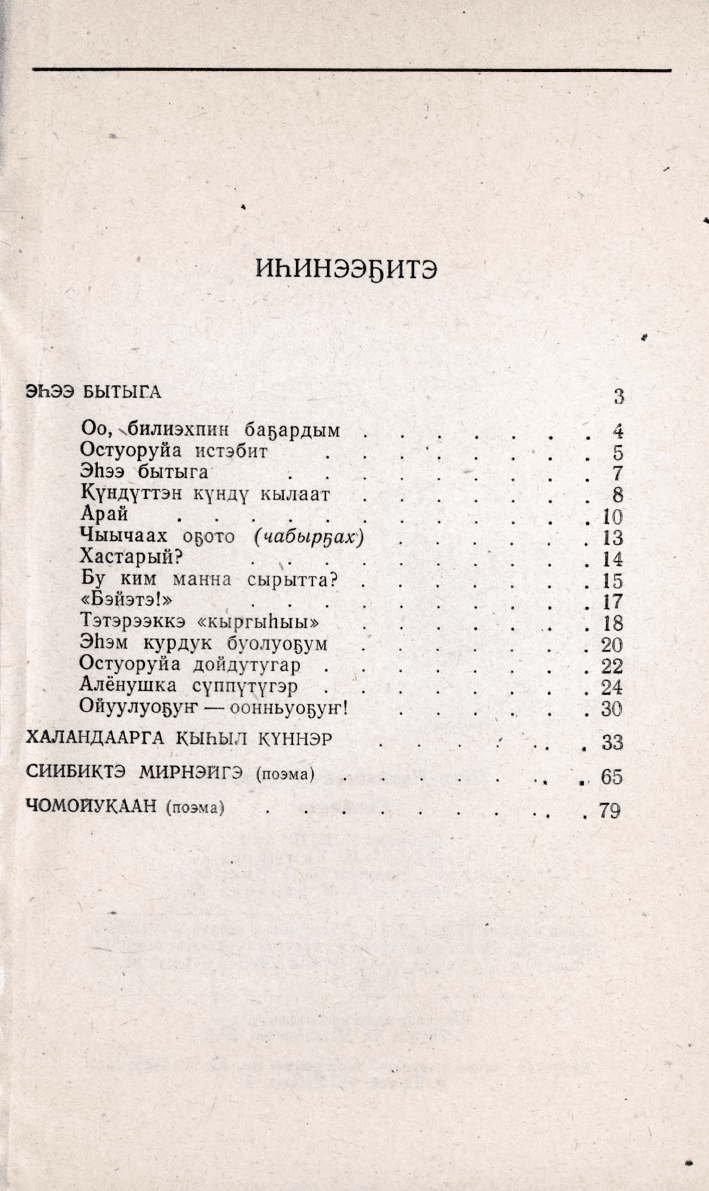 ИҺИНЭЭҔИТЭ
ЭҺЭЭ БЫТЫГА 3
Оо, билиэхпин баҕардым . . . . . . . 4
Остуоруйа истэбит . . . . . . . . 5
Эһээ бытыга . . . . . . . . 7
Күндүттэн күндү кылаат . . . . . . . 8
Арай . . . . . . . . . . . . 10
Чыычаах оҕото (чабырҕах) . . . . . . 13
Хастарый? . . . . . . . . . . 14
Бу ким манна сырытта? . . . . . . . 15
«Бэйэтэ!» . . . . . . . . . . 17
Тэтэрээккэ «кыргыһыы» . . . . . . . 18
Эһэм курдук буолуоҕум . . . . . . . 20
Остуоруйа дойдутугар . . . . . . . 22
Алёнушка сүппүтүгэр . . . . . . . . 24
Ойуулуоҕуҥ — оонньуоҕуҥ! . . . . . . 30
ХАЛАНДААРГА КЫҺЫЛ КҮННЭР . . . . . . 33
СИИБИКТЭ МИРНЭЙГЭ (поэма) . . . . . . . 65
ЧОМОЙУКААН (поэма) . . . . . . . . . 79